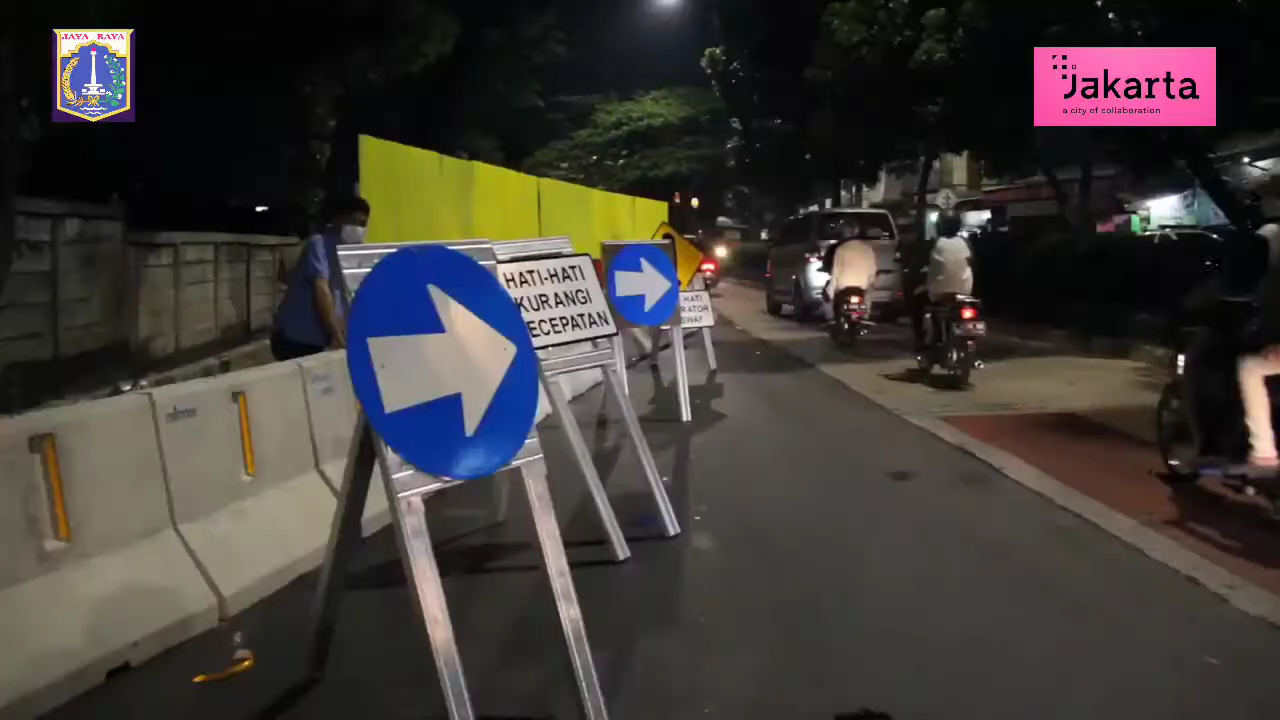 JAYA RAYA
Jakarta
a city of collaboration
HATI-HATI
KURANGI
KECEPATAN
HATI